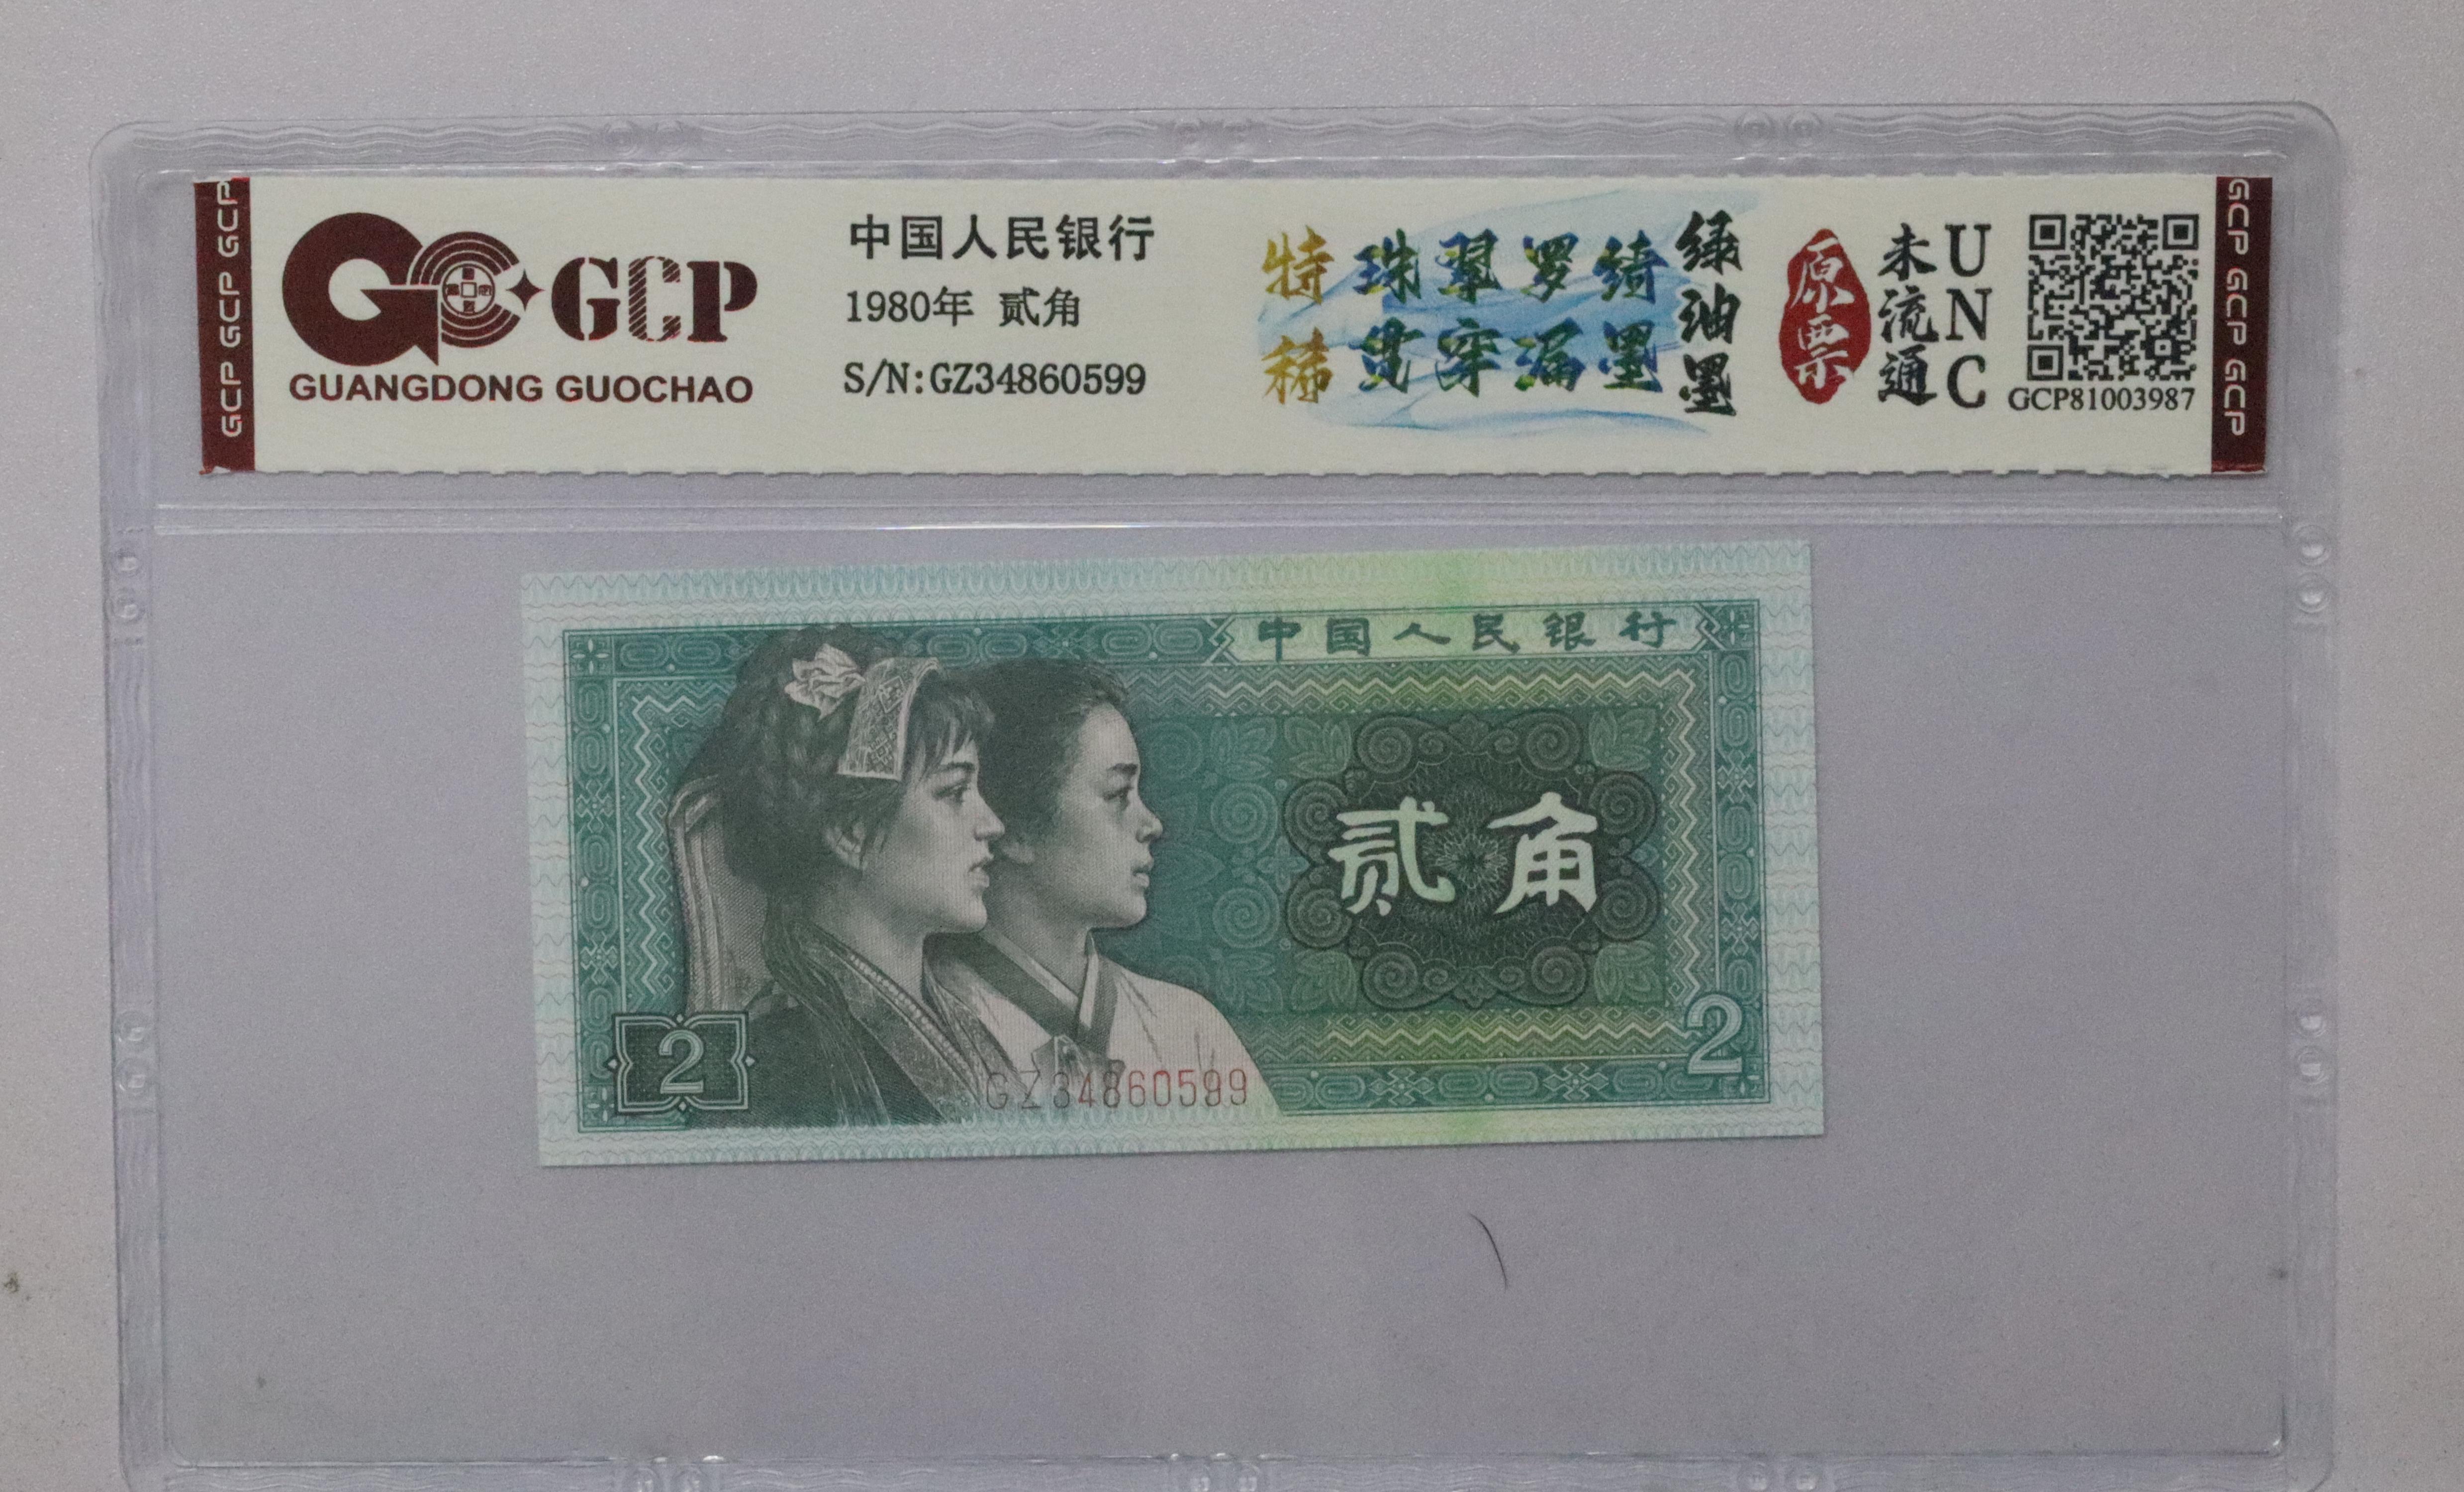 GCP GCP GCP
GCP
GUANGDONG GUOCHAO
中国人民银行
1980年 贰角
S/N:GZ34860599
特稀
珠翠罗绮
贯穿漏墨
绿油墨
原票
未流通
UNC
GCP81003987
GCP GCP GCP
中国人民银行
贰角
2
2
GZ34860599